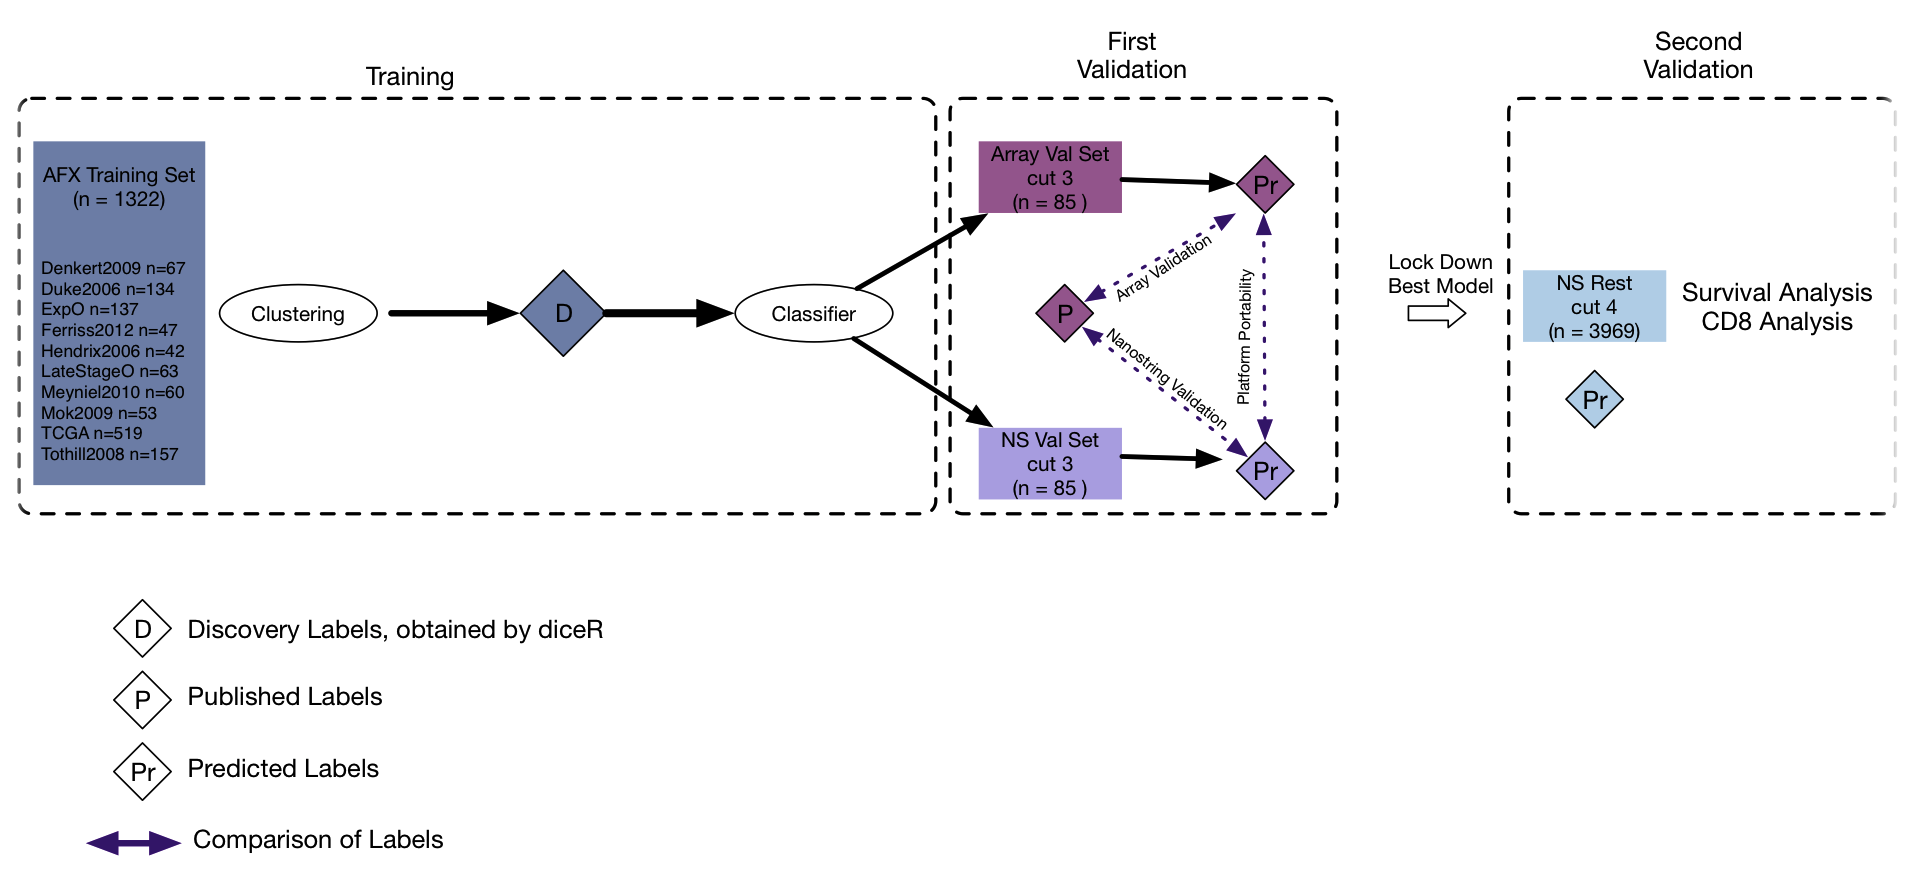 Training
First
Validation
Second
Validation
AFX Training Set
(n = 1322)
Denkert2009 n=67
Duke2006 n=134
ExpO n=137
Ferriss2012 n=47
Hendrix2006 n=42
LateStageO n=63
Meyniel2010 n=60
Mok2009 n=53
TCGA n=519
Tothill2008 n=157
Clustering
D
Classifier
Array Val Set
cut 3
(n = 85 )
Pr
Array Validation
P
Nanostring Validation
Platform Portability
NS Val Set
cut 3
(n = 85 )
Pr
Lock Down
Best Model
NS Rest
cut 4
(n = 3969)
Pr
Survival Analysis
CD8 Analysis
D
Discovery Labels, obtained by diceR
P
Published Labels
Pr
Predicted Labels
Comparison of Labels